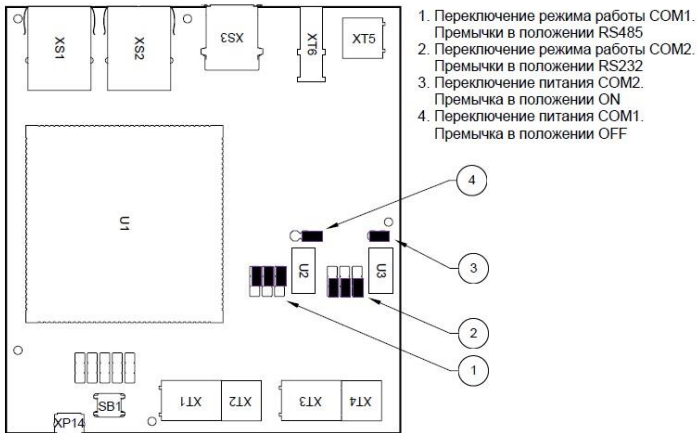 1. Переключение режима работы COM1.
Премычки в положении RS485
2. Переключение режима работы COM2.
Премычки в положении RS232
3. Переключение питания COM2.
Премычка в положении ON
4. Переключение питания COM1.
Премычка в положении OFF
XS1
XS2
XS3
XT6
XT5
U1
4
U2
U3
3
2
1
XT1
XT2
XT3
XT4
SB1
XP14